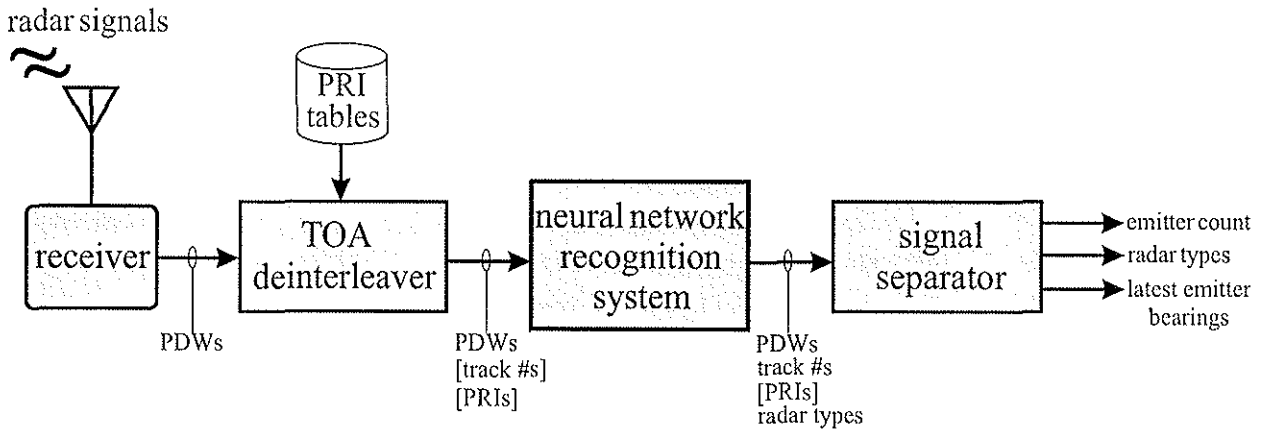 radar signals
PRI
tables
receiver
TOA
deinterleaver
neural network
recognition
system
signal
separator
emitter count
radar types
latest emitter
bearings
PDWs
PDWs
[track #s]
[PRIs]
PDWs
track #s
[PRIs]
radar types